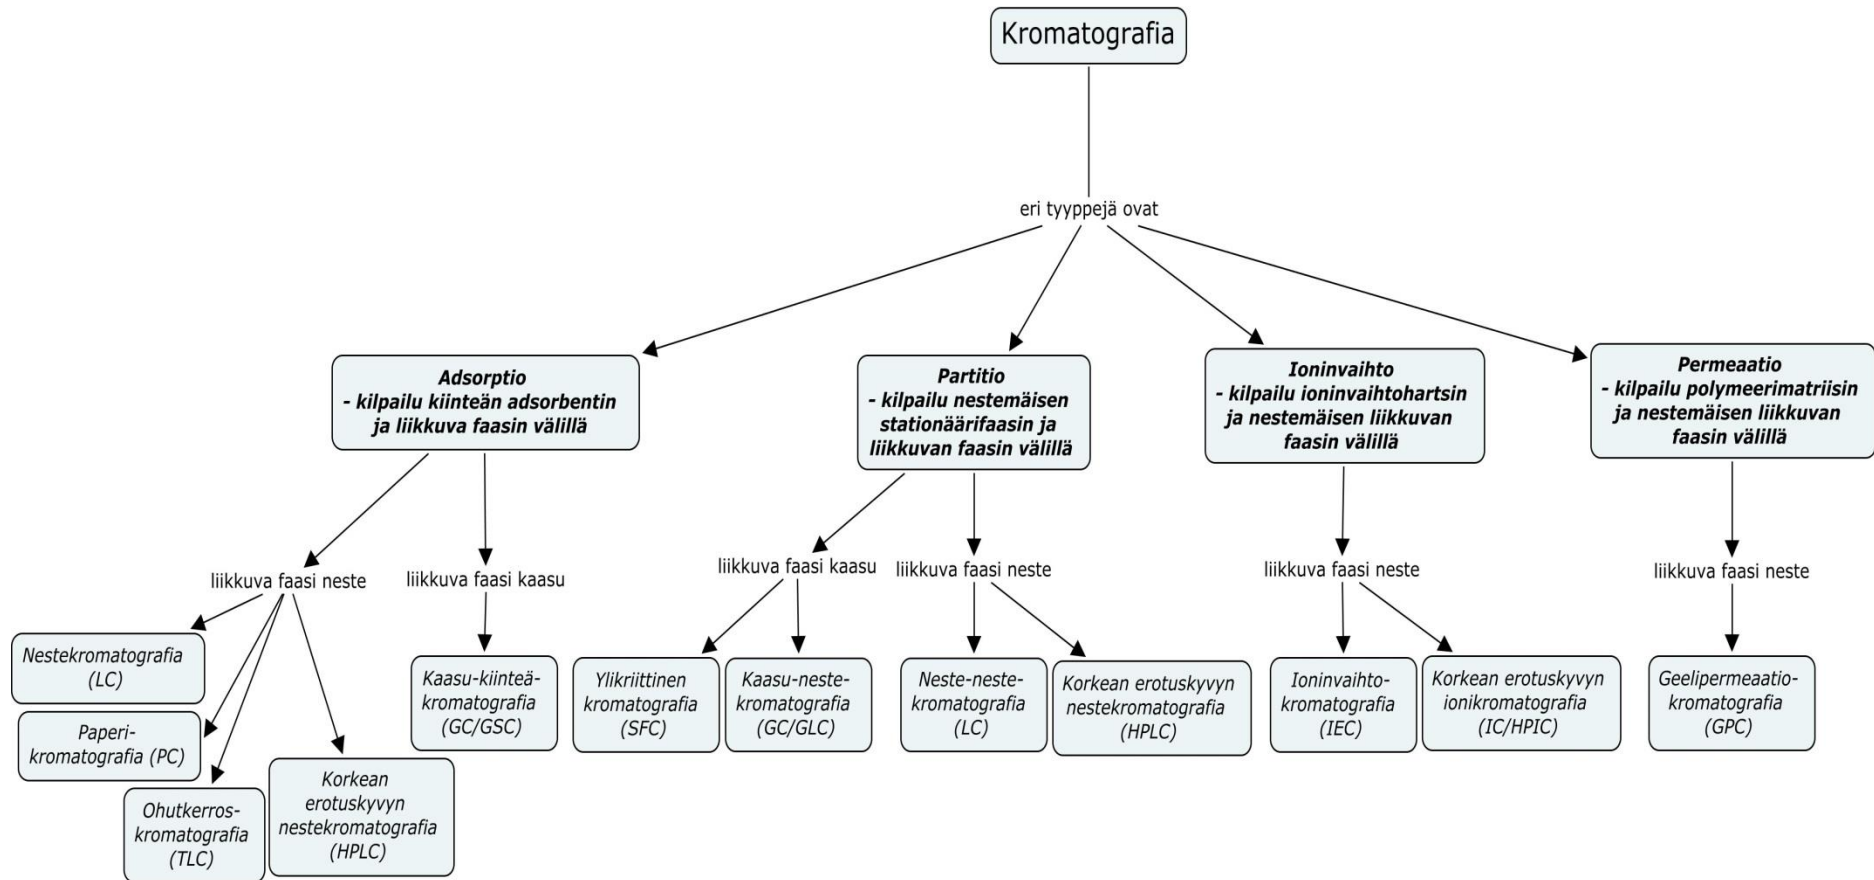 Kromatografia
eri tyyppejä ovat
Adsorptio
- kilpailu kiinteän adsorbentin
ja liikkuva faasin välillä
Partitio
- kilpailu nestemäisen
stationäärifaasin ja
liikkuvan faasin välillä
Ioninvaihto
- kilpailu ioninvaihtohartsin
ja nestemäisen liikkuvan
faasin välillä
Permeaatio
- kilpailu polymeerimatriisin
ja nestemäisen liikkuvan
faasin välillä
liikkuva faasi neste
liikkuva faasi kaasu
liikkuva faasi kaasu
liikkuva faasi neste
liikkuva faasi neste
liikkuva faasi neste
Nestekromatografia
(LC)
Paperi-
kromatografia (PC)
Ohutkerros-
kromatografia
(TLC)
Korkean
erotuskyvyn
nestekromatografia
(HPLC)
Kaasu-kiinteä-
kromatografia
(GC/GSC)
Ylikriittinen
kromatografia
(SFC)
Kaasu-neste-
kromatografia
(GC/GLC)
Neste-neste-
kromatografia
(LC)
Korkean erotuskyvyn
nestekromatografia
(HPLC)
Ioninvaihto-
kromatografia
(IEC)
Korkean erotuskyvyn
ionikromatografia
(IC/HPIC)
Geelipermeaatio-
kromatografia
(GPC)